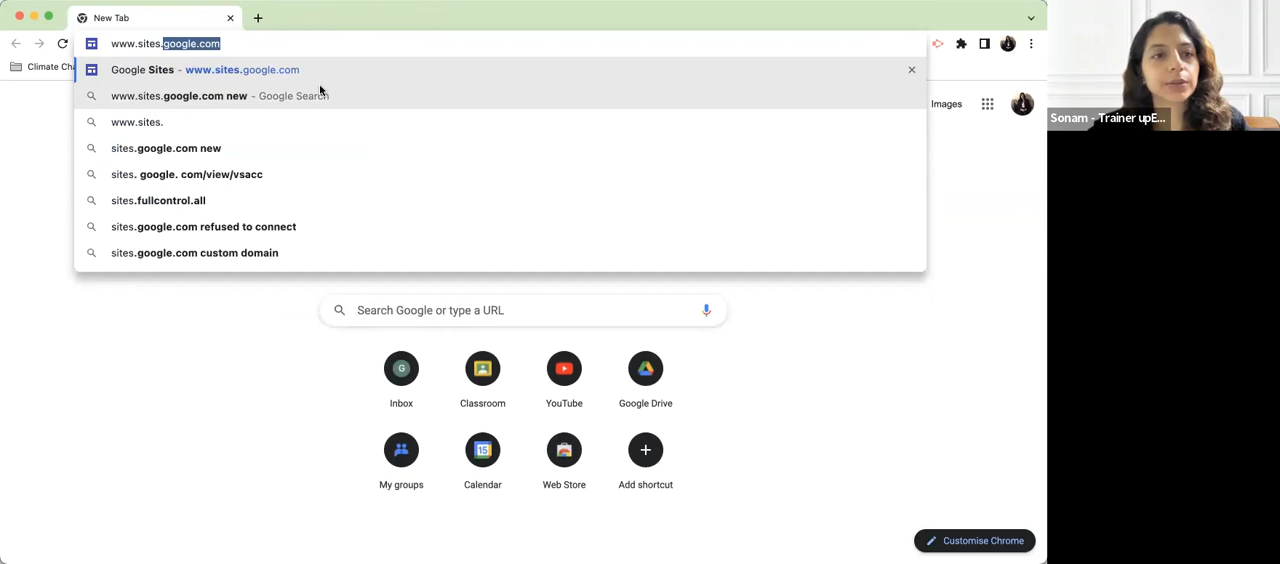 New Tab
www.sites.google.com
Climate Cha
Google Sites - www.sites.google.com
www.sites.google.com new - Google Search
www.sites.
sites.google.com new
sites. google. com/view/vsacc
sites.fullcontrol.all
sites.google.com refused to connect
sites.google.com custom domain
Images
Sonam - Trainer upE...
Search Google or type a URL
G
Inbox
Classroom
YouTube
Google Drive
15
My groups
Calendar
Web Store
Add shortcut
Customise Chrome